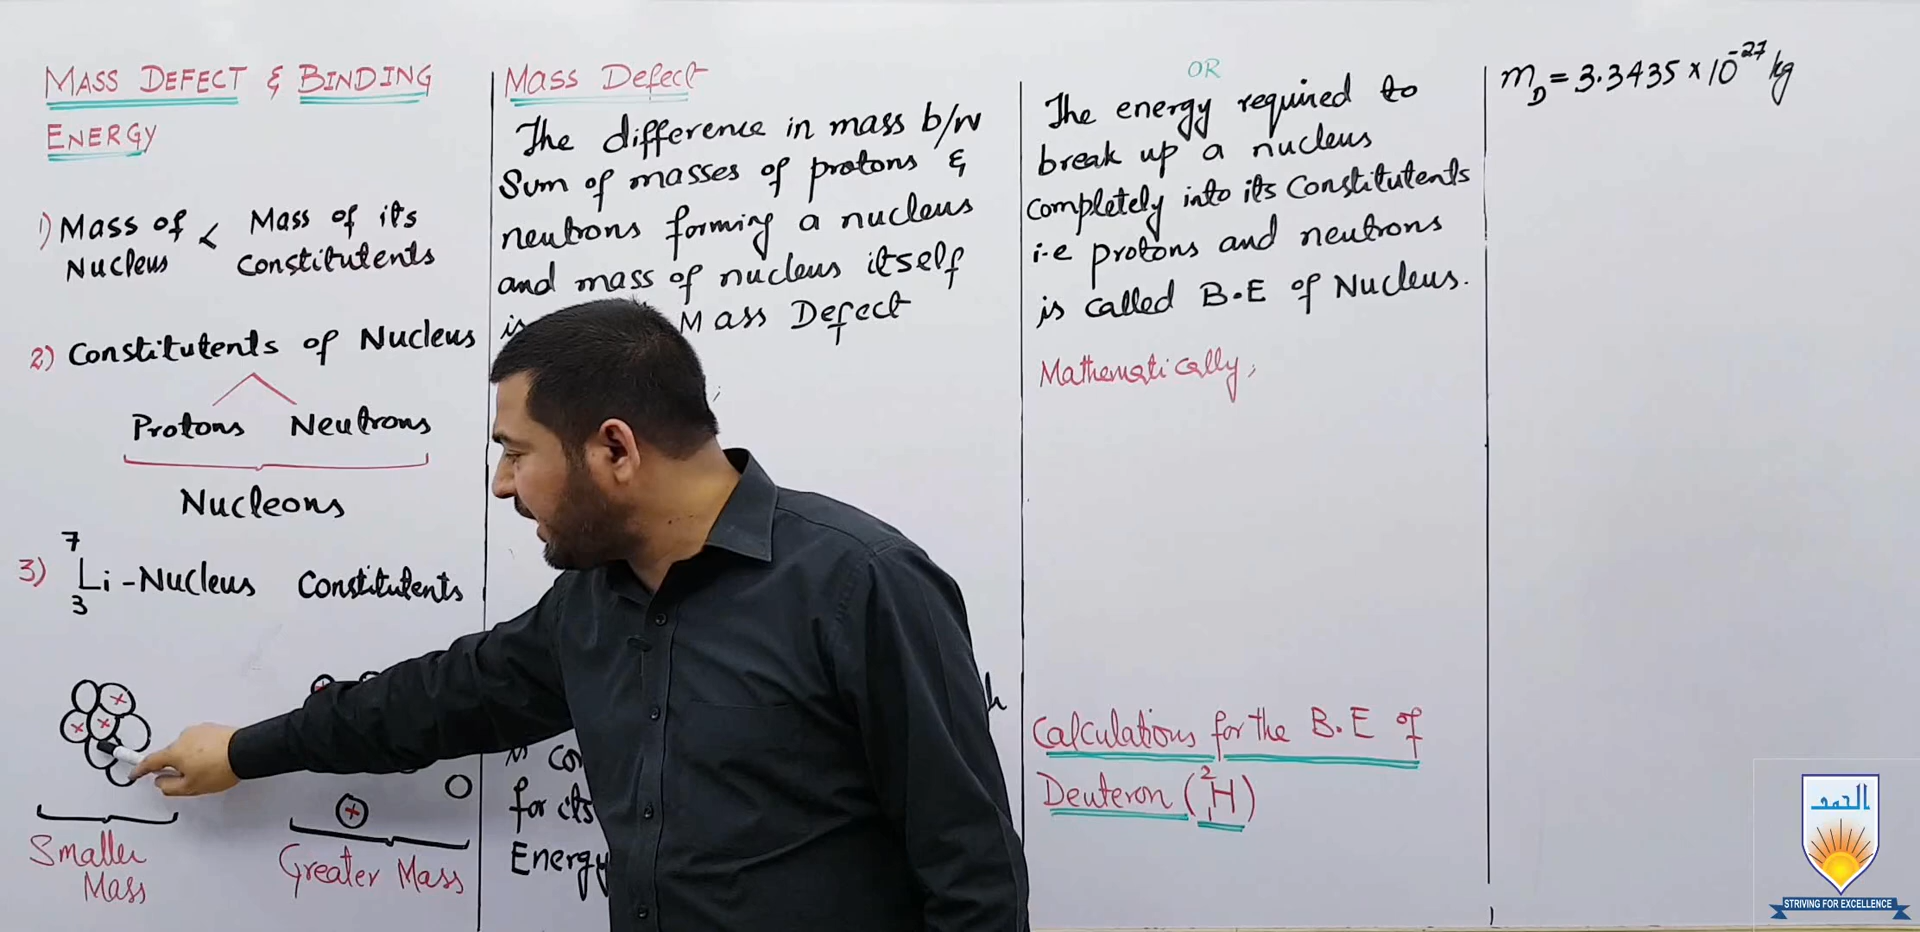 MASS DEFECT & BINDING
ENERGY
1) Mass of < Mass of its
Nucleus Constitutents
2) Constitutents of Nucleus
Protons Neutrons
Nucleons
3) 7 3 Li - Nucleus Constitutents
Smaller
Mass
Greater Mass
Mass Defect
The difference in mass b/w
Sum of masses of protons &
neutrons forming a nucleus
and mass of nucleus itself
is Mass Defect
for its
Energy
OR
The energy required to
break up a nucleus
completely into its Constitutents
i.e protons and neutrons
is called B.E of Nucleus.
Mathematically,
Calculations for the B.E of
Deuteron (²₁H)
m_D = 3.3435 × 10⁻²⁷ kg
الحمد
STRIVING FOR EXCELLENCE